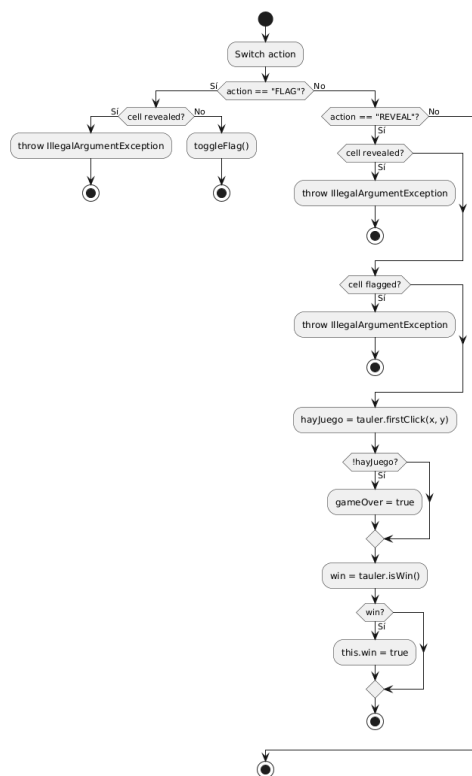 Switch action
Sí
action == "FLAG"?
No
Sí
cell revealed?
No
action == "REVEAL"?
No
throw IllegalArgumentException
toggleFlag()
Sí
cell revealed?
Sí
throw IllegalArgumentException
cell flagged?
Sí
throw IllegalArgumentException
hayJuego = tauler.firstClick(x, y)
!hayJuego?
Sí
gameOver = true
win = tauler.isWin()
win?
Sí
this.win = true